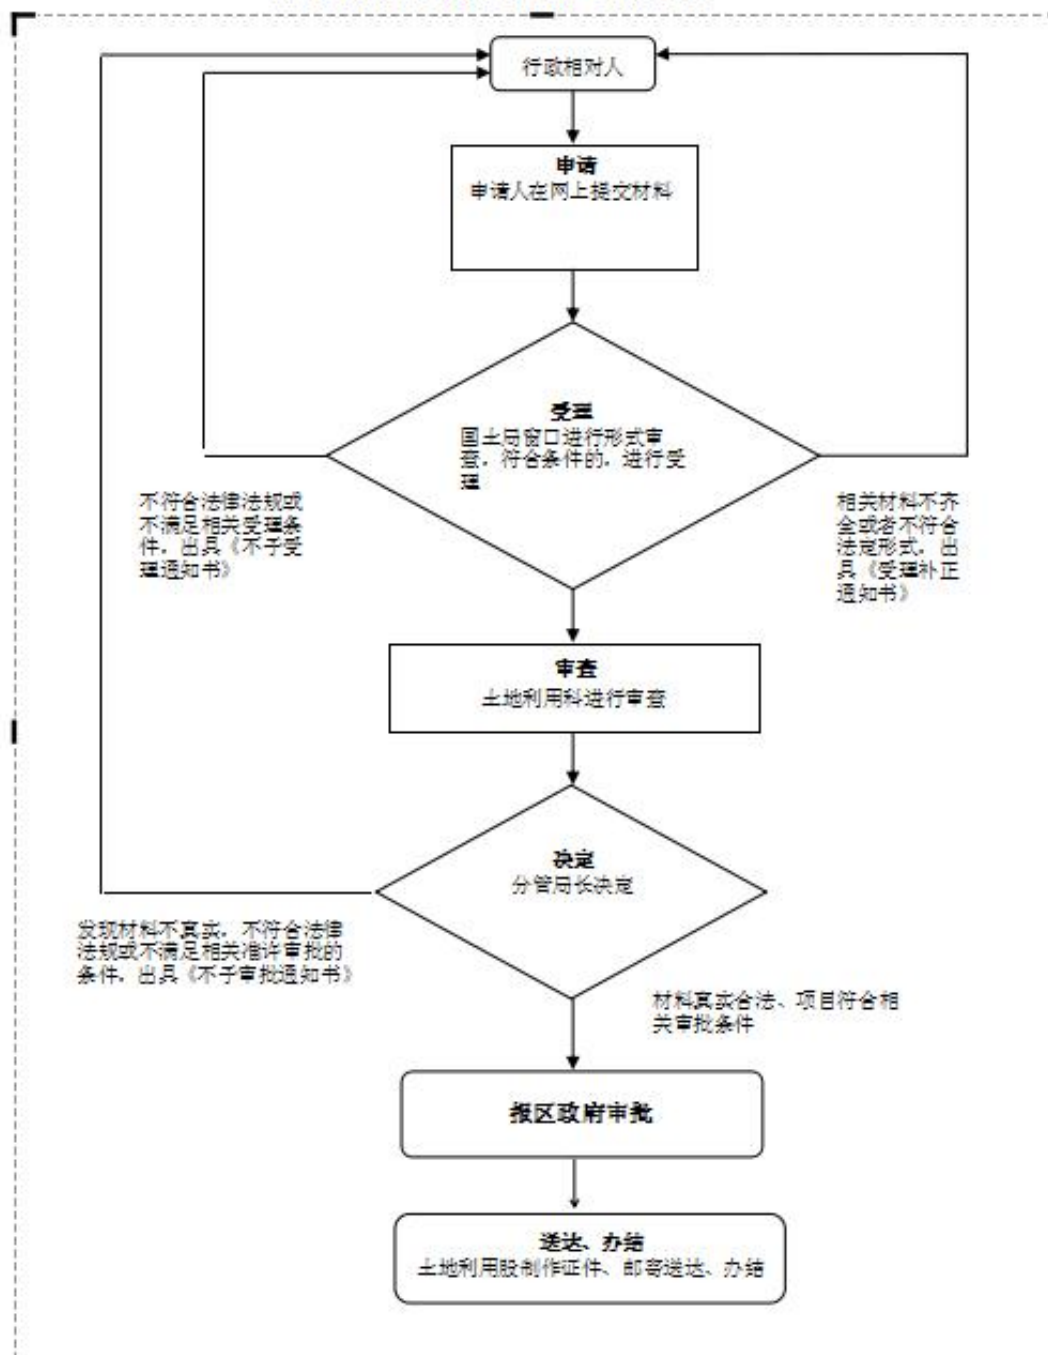 行政相对人
申请
申请人在网上提交材料
受理
国土局窗口进行形式审
查，符合条件的，进行受
理
不符合法律法规或
不满足相关受理条
件，出具《不予受
理通知书》
相关材料不齐
全或者不符合
法定形式，出
具《受理补正
通知书》
审查
土地利用科进行审查
决定
分管局长决定
发现材料不真实，不符合法律
法规或不满足相关准许审批的
条件，出具《不予审批通知书》
材料真实合法、项目符合相
关审批条件
报区政府审批
送达、办结
土地利用股制作证件、邮寄送达、办结